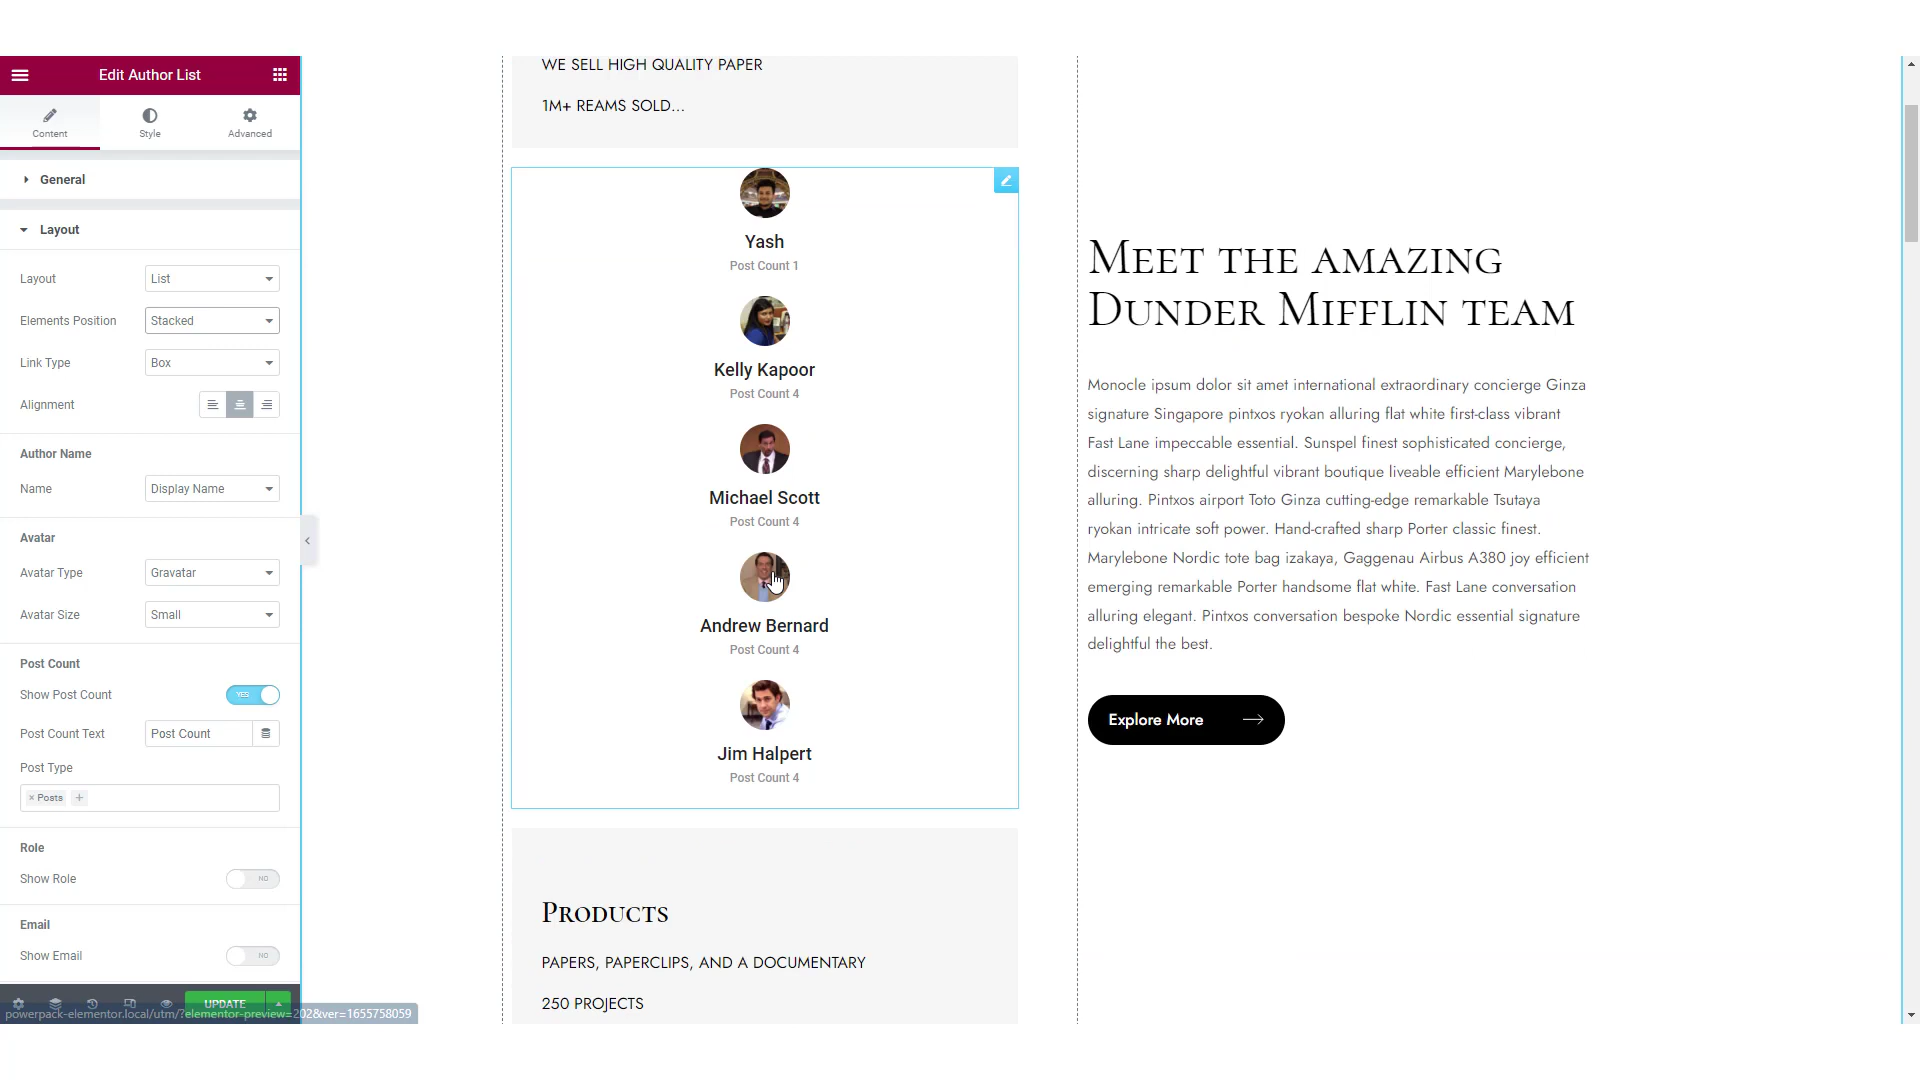 Edit Author List
Content
Style
Advanced
General
Layout
Layout
List
Elements Position
Stacked
Link Type
Box
Alignment
Author Name
Name
Display Name
Avatar
Avatar Type
Gravatar
Avatar Size
Small
Post Count
Show Post Count
YES
Post Count Text
Post Count
Post Type
× Posts +
Role
Show Role
NO
Email
Show Email
NO
UPDATE
powerpack-elementor.local/utm/?elementor-preview=202&ver=1655758059
WE SELL HIGH QUALITY PAPER
1M+ REAMS SOLD...
Yash
Post Count 1
Kelly Kapoor
Post Count 4
Michael Scott
Post Count 4
Andrew Bernard
Post Count 4
Jim Halpert
Post Count 4
Products
PAPERS, PAPERCLIPS, AND A DOCUMENTARY
250 PROJECTS
Meet the amazing
Dunder Mifflin team
Monocle ipsum dolor sit amet international extraordinary concierge Ginza
signature Singapore pintxos ryokan alluring flat white first-class vibrant
Fast Lane impeccable essential. Sunspel finest sophisticated concierge,
discerning sharp delightful vibrant boutique liveable efficient Marylebone
alluring. Pintxos airport Toto Ginza cutting-edge remarkable Tsutaya
ryokan intricate soft power. Hand-crafted sharp Porter classic finest.
Marylebone Nordic tote bag izakaya, Gaggenau Airbus A380 joy efficient
emerging remarkable Porter handsome flat white. Fast Lane conversation
alluring elegant. Pintxos conversation bespoke Nordic essential signature
delightful the best.
Explore More